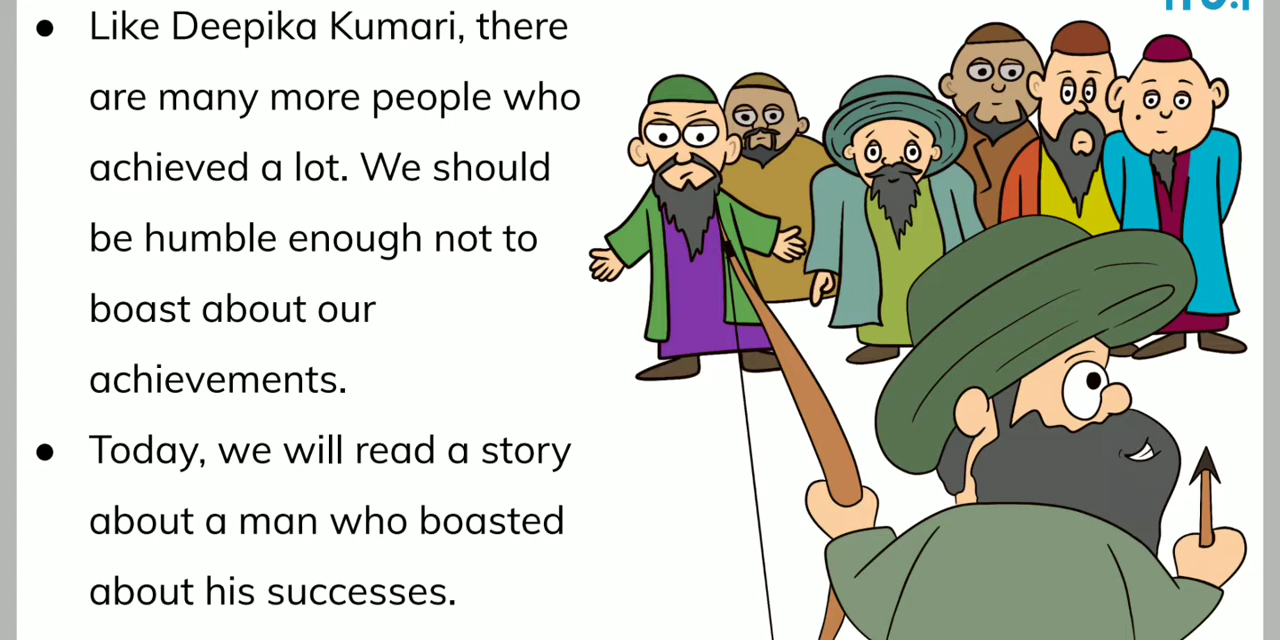 ● Like Deepika Kumari, there
are many more people who
achieved a lot. We should
be humble enough not to
boast about our
achievements.
● Today, we will read a story
about a man who boasted
about his successes.